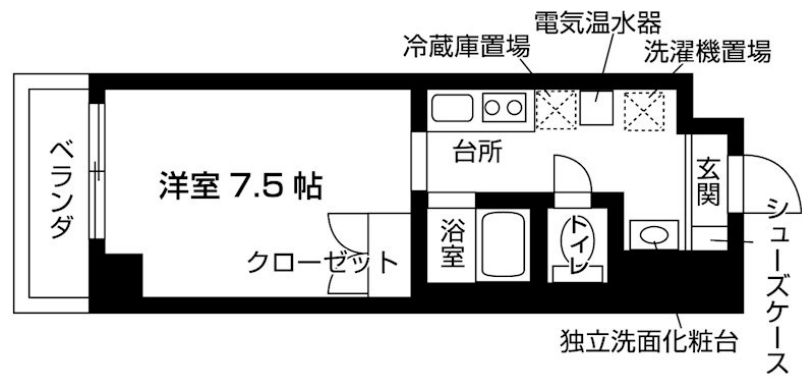 電気温水器
冷蔵庫置場
洗濯機置場
ベランダ
洋室 7.5 帖
台所
玄関
クローゼット
浴室
トイレ
シューズケース
独立洗面化粧台